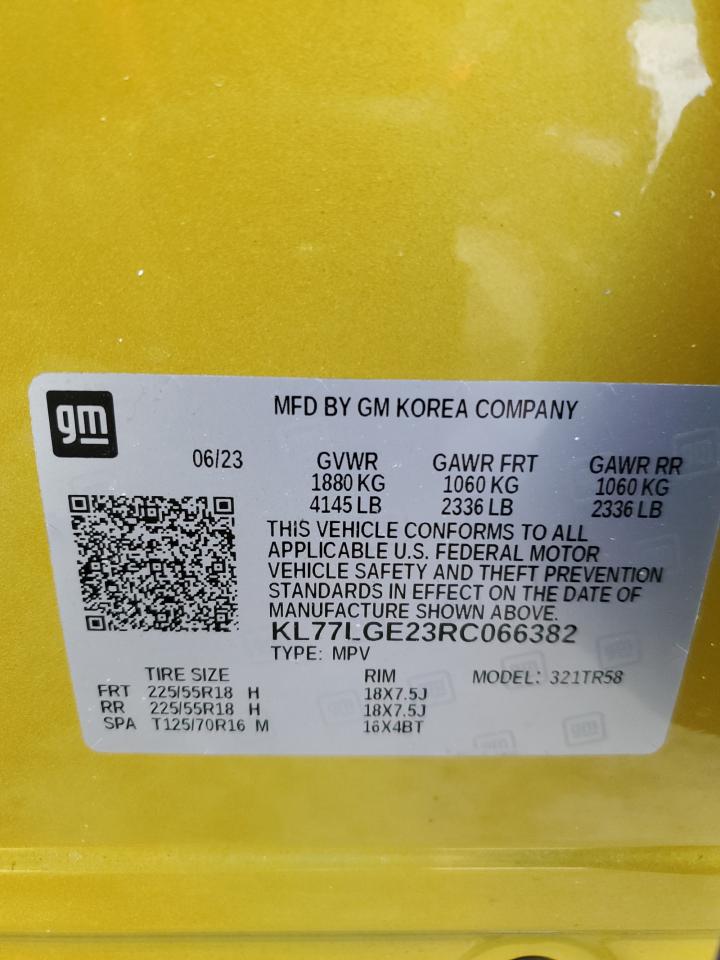 gm
MFD BY GM KOREA COMPANY
06/23 GVWR GAWR FRT GAWR RR
1880 KG 1060 KG 1060 KG
4145 LB 2336 LB 2336 LB
THIS VEHICLE CONFORMS TO ALL
APPLICABLE U.S. FEDERAL MOTOR
VEHICLE SAFETY AND THEFT PREVENTION
STANDARDS IN EFFECT ON THE DATE OF
MANUFACTURE SHOWN ABOVE.
KL77LGE23RC066382
TYPE: MPV
TIRE SIZE RIM MODEL: 321TR58
FRT 225/55R18 H 18X7.5J
RR 225/55R18 H 18X7.5J
SPA T125/70R16 M 16X4BT